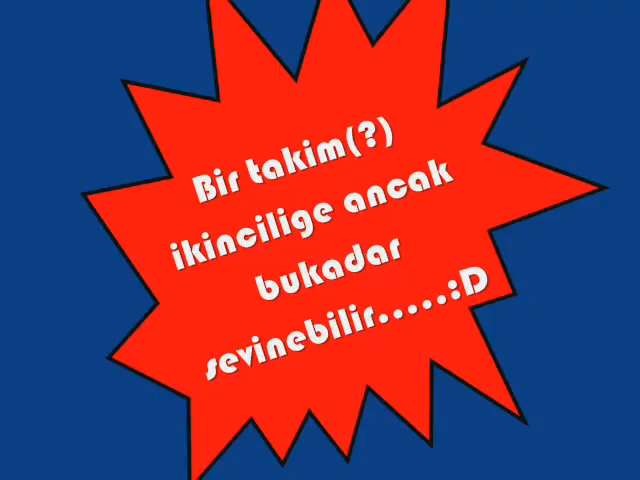 Bir takim(?)
ikincilige ancak
bukadar
sevinebilir.....:D